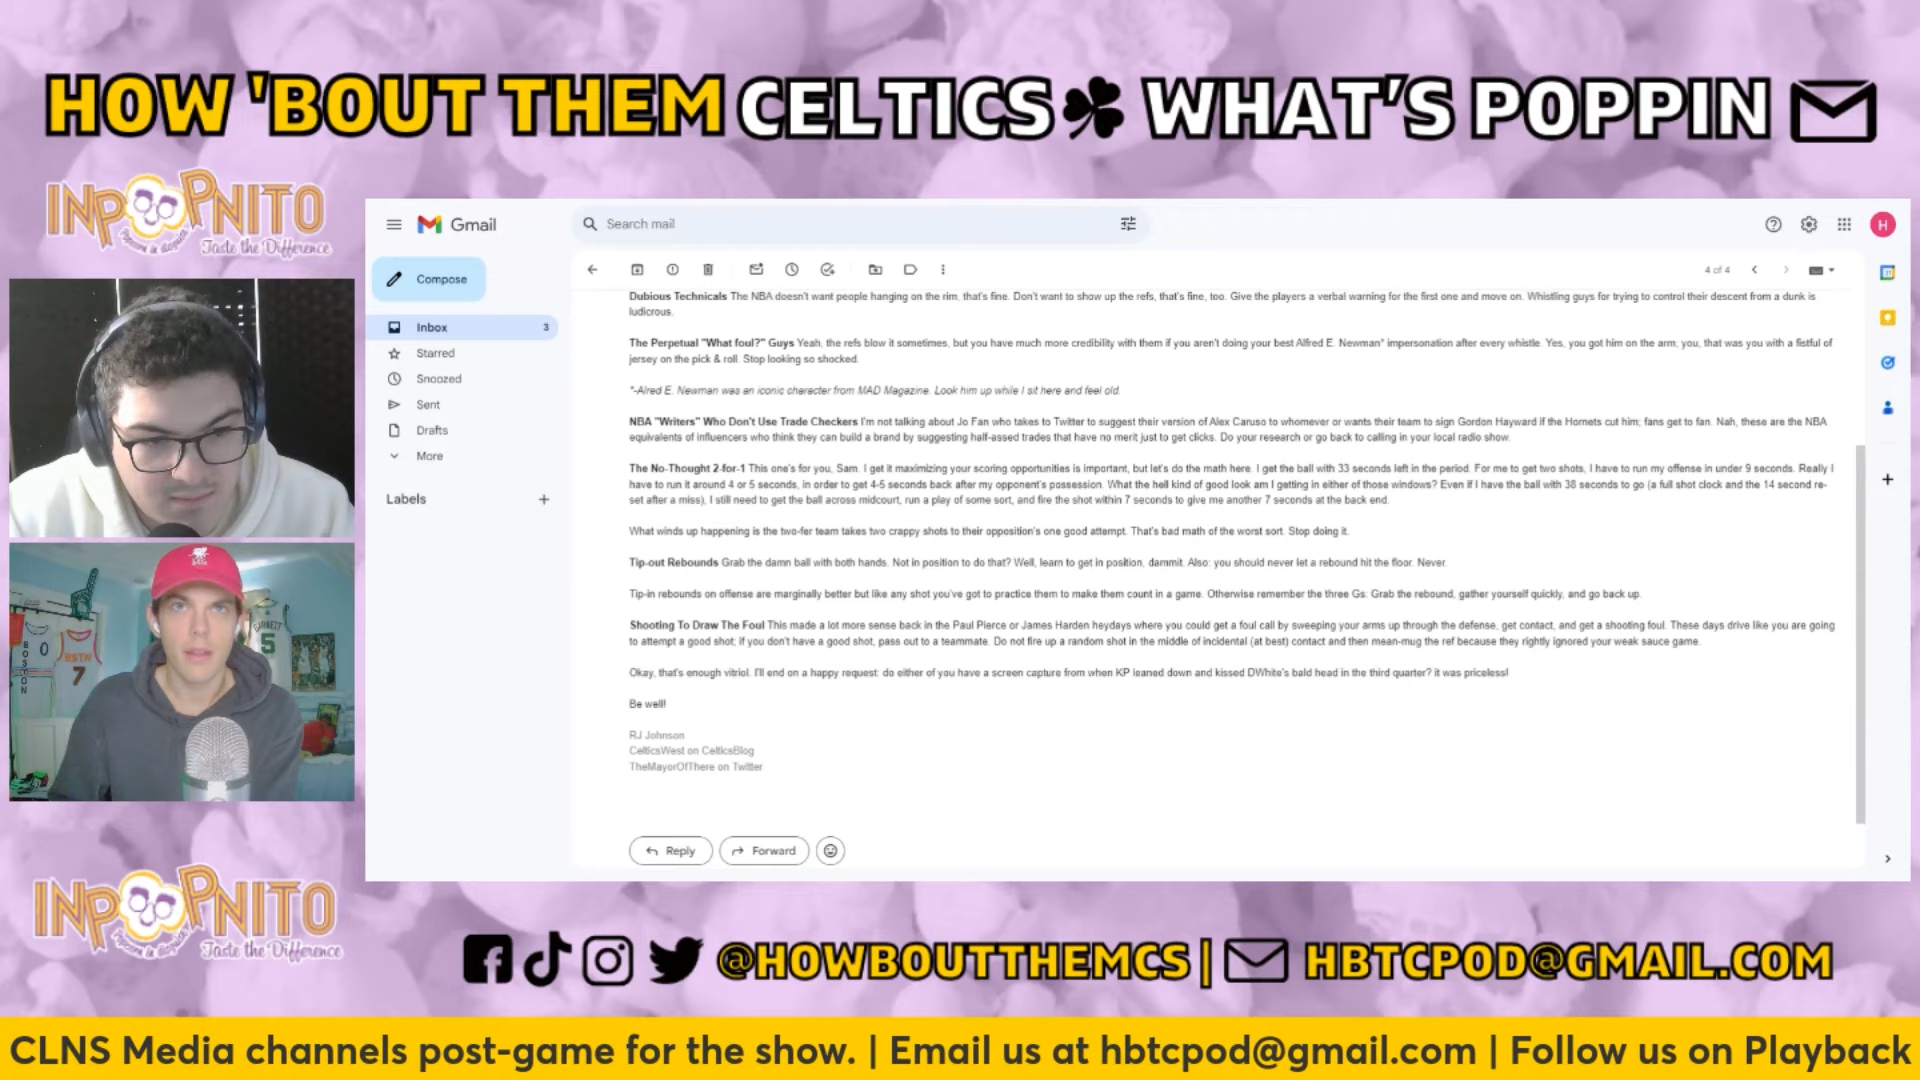 HOW 'BOUT THEM CELTICS☘ WHAT'S POPPIN
INPOPNITO
Taste the Difference
Gmail
Search mail
H
Compose
4 of 4
Inbox 3
Starred
Snoozed
Sent
Drafts
More
Labels
Dubious Technicals The NBA doesn't want people hanging on the rim, that's fine. Don't want to show up the refs, that's fine, too. Give the players a verbal warning for the first one and move on. Whistling guys for trying to control their descent from a dunk is
ludicrous.
The Perpetual "What foul?" Guys Yeah, the refs blow it sometimes, but you have much more credibility with them if you aren't doing your best Alfred E. Newman* impersonation after every whistle. Yes, you got him on the arm; you, that was you with a fistful of
jersey on the pick & roll. Stop looking so shocked.
*-Alred E. Newman was an iconic character from MAD Magazine. Look him up while I sit here and feel old.
NBA "Writers" Who Don't Use Trade Checkers I'm not talking about Jo Fan who takes to Twitter to suggest their version of Alex Caruso to whomever or wants their team to sign Gordon Hayward if the Hornets cut him; fans get to fan. Nah, these are the NBA
equivalents of influencers who think they can build a brand by suggesting half-assed trades that have no merit just to get clicks. Do your research or go back to calling in your local radio show.
The No-Thought 2-for-1 This one's for you, Sam. I get it maximizing your scoring opportunities is important, but let's do the math here. I get the ball with 33 seconds left in the period. For me to get two shots, I have to run my offense in under 9 seconds. Really I
have to run it around 4 or 5 seconds, in order to get 4-5 seconds back after my opponent's possession. What the hell kind of good look am I getting in either of those windows? Even if I have the ball with 38 seconds to go (a full shot clock and the 14 second re-
set after a miss), I still need to get the ball across midcourt, run a play of some sort, and fire the shot within 7 seconds to give me another 7 seconds at the back end.
What winds up happening is the two-fer team takes two crappy shots to their opposition's one good attempt. That's bad math of the worst sort. Stop doing it.
Tip-out Rebounds Grab the damn ball with both hands. Not in position to do that? Well, learn to get in position, dammit. Also: you should never let a rebound hit the floor. Never.
Tip-in rebounds on offense are marginally better but like any shot you've got to practice them to make them count in a game. Otherwise remember the three Gs: Grab the rebound, gather yourself quickly, and go back up.
Shooting To Draw The Foul This made a lot more sense back in the Paul Pierce or James Harden heydays where you could get a foul call by sweeping your arms up through the defense, get contact, and get a shooting foul. These days drive like you are going
to attempt a good shot; if you don't have a good shot, pass out to a teammate. Do not fire up a random shot in the middle of incidental (at best) contact and then mean-mug the ref because they rightly ignored your weak sauce game.
Okay, that's enough vitriol. I'll end on a happy request: do either of you have a screen capture from when KP leaned down and kissed DWhite's bald head in the third quarter? it was priceless!
Be well!
RJ Johnson
CelticsWest on CelticsBlog
TheMayorOfThere on Twitter
Reply
Forward
BOSTON
0
BSTN
7
GARNETT
5
INPOPNITO
Taste the Difference
@HOWBOUTTHEMCS | HBTCPOD@GMAIL.COM
CLNS Media channels post-game for the show. | Email us at hbtcpod@gmail.com | Follow us on Playback